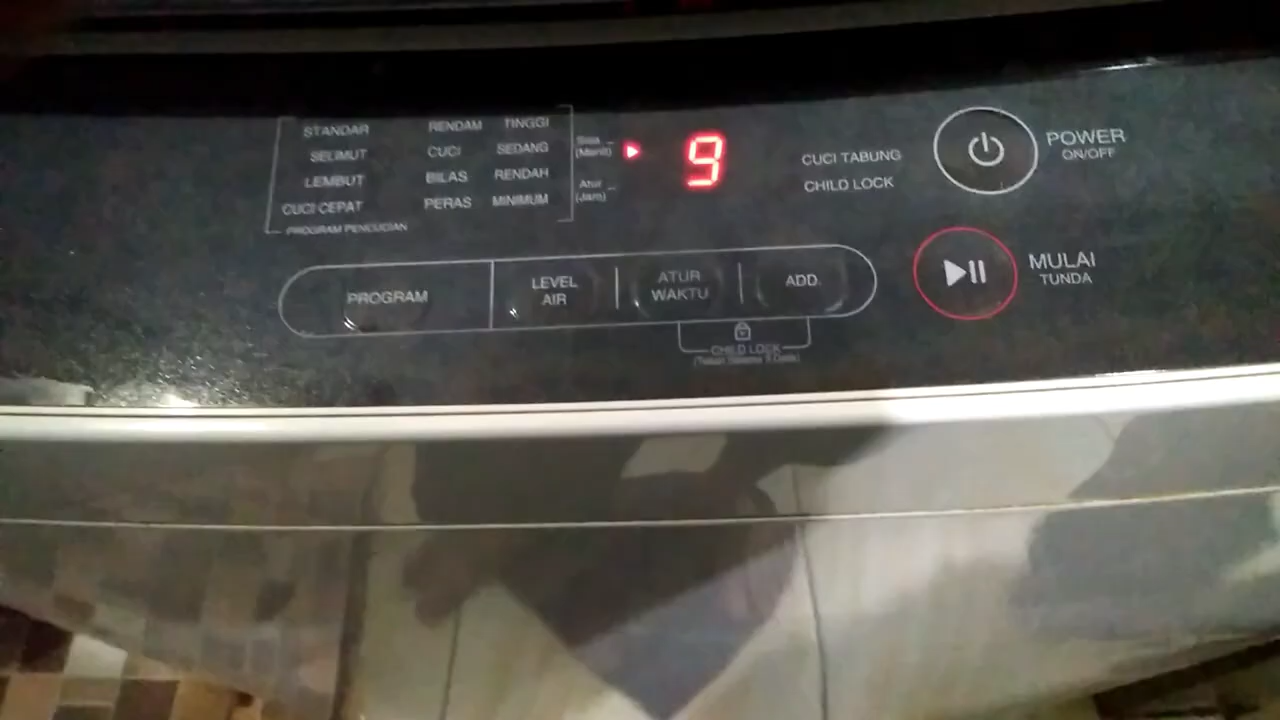 STANDAR RENDAM TINGGI
SELIMUT CUCI SEDANG
LEMBUT BILAS RENDAH
CUCI CEPAT PERAS MINIMUM
PROGRAM PENCUCIAN
Sisa
(Menit)
Atur
(Jam)
9
CUCI TABUNG
CHILD LOCK
POWER
ON/OFF
PROGRAM
LEVEL
AIR
ATUR
WAKTU
ADD
MULAI
TUNDA
CHILD LOCK